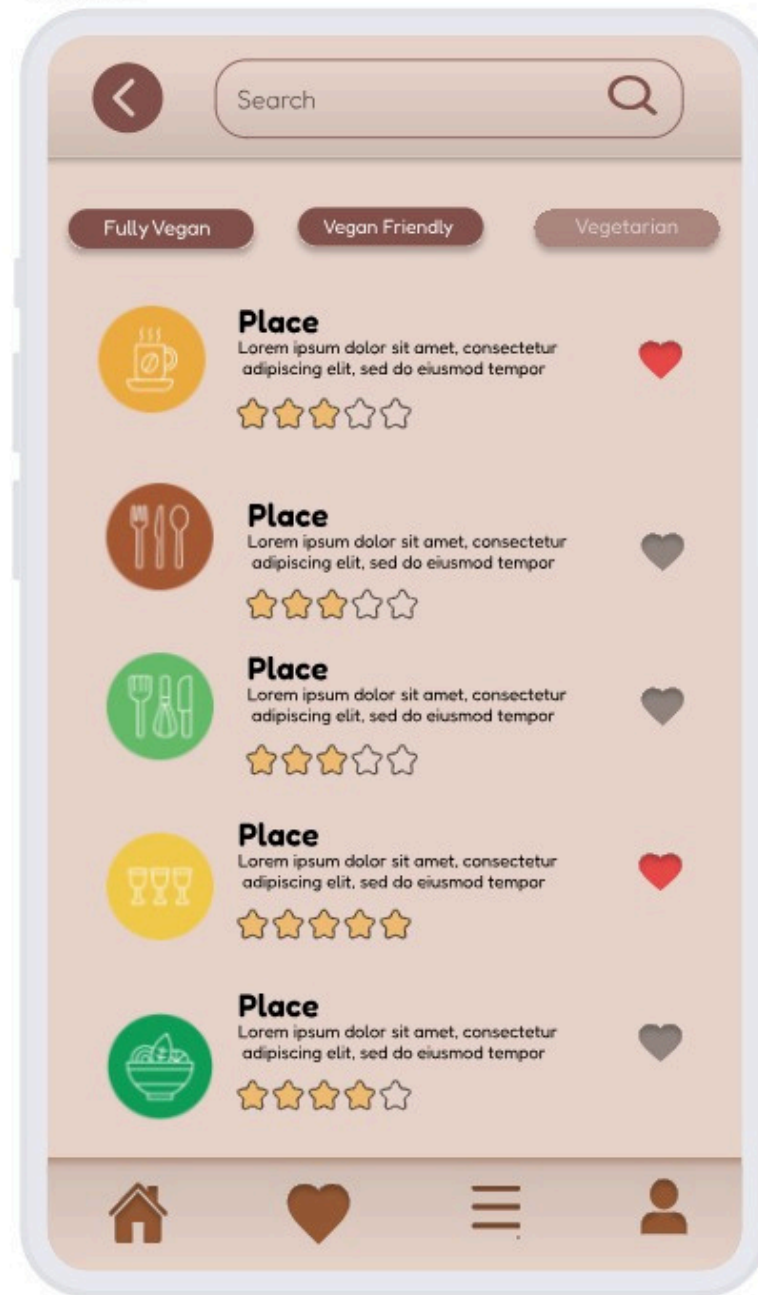 Search
Fully Vegan
Vegan Friendly
Vegetarian
Place
Lorem ipsum dolor sit amet, consectetur
adipiscing elit, sed do eiusmod tempor
Place
Lorem ipsum dolor sit amet, consectetur
adipiscing elit, sed do eiusmod tempor
Place
Lorem ipsum dolor sit amet, consectetur
adipiscing elit, sed do eiusmod tempor
Place
Lorem ipsum dolor sit amet, consectetur
adipiscing elit, sed do eiusmod tempor
Place
Lorem ipsum dolor sit amet, consectetur
adipiscing elit, sed do eiusmod tempor